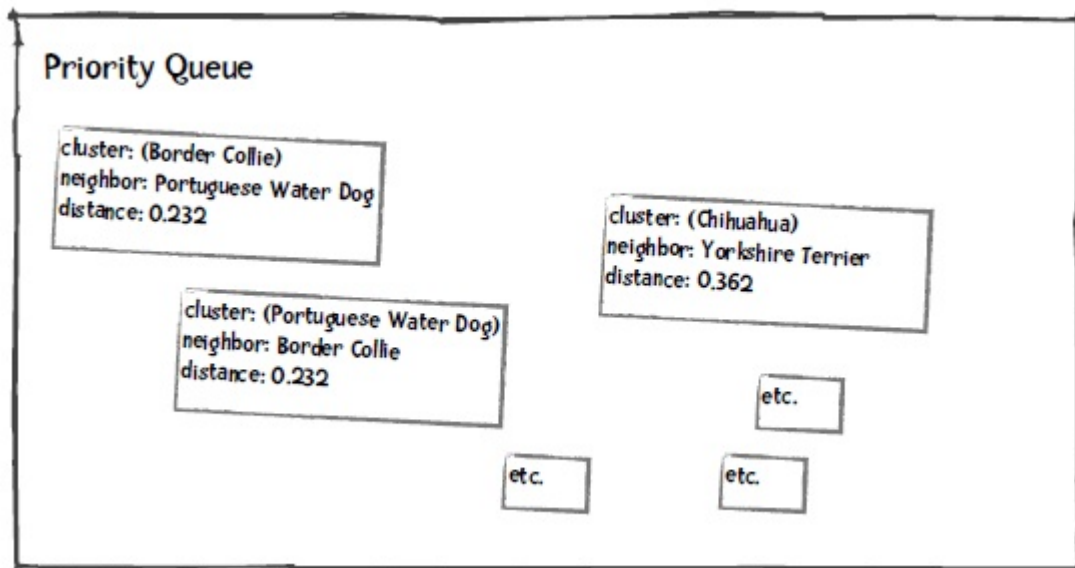 Priority Queue
cluster: (Border Collie)
neighbor: Portuguese Water Dog
distance: 0.232
cluster: (Chihuahua)
neighbor: Yorkshire Terrier
distance: 0.362
cluster: (Portuguese Water Dog)
neighbor: Border Collie
distance: 0.232
etc.
etc.
etc.